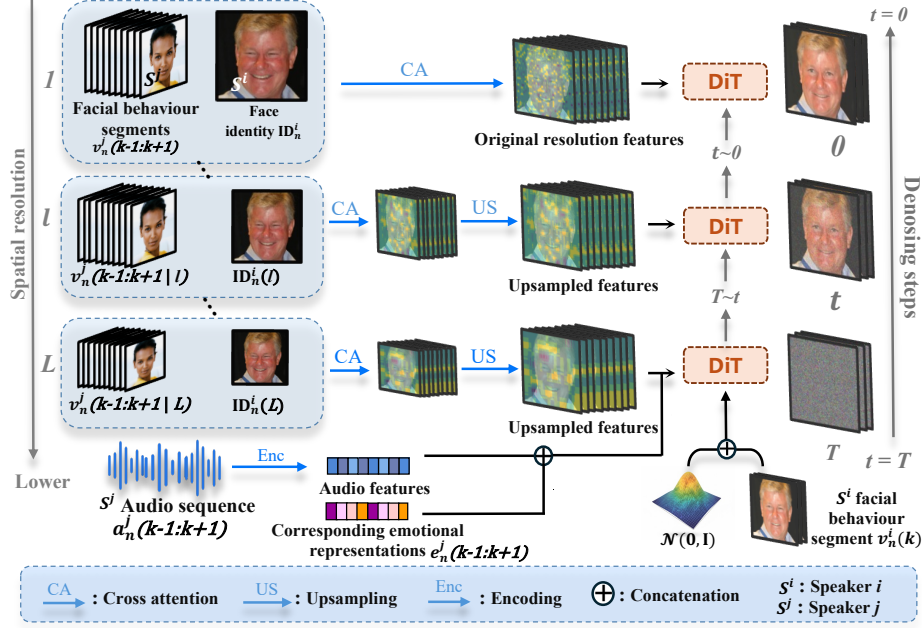 t = 0
1
S^j
S^i
CA
DiT
Facial behaviour
segments
v_n^j(k-1:k+1)
Face
identity ID_n^i
Original resolution features
0
t~0
Spatial resolution
Denosing steps
l
CA
US
DiT
v_n^j(k-1:k+1 | l)
ID_n^i(l)
Upsampled features
t
T~t
L
CA
US
DiT
v_n^j(k-1:k+1 | L)
ID_n^i(L)
Upsampled features
T
t = T
Lower
Enc
S^j Audio sequence
a_n^j(k-1:k+1)
Audio features
Corresponding emotional
representations e_n^j(k-1:k+1)
N(0, I)
S^i facial
behaviour
segment v_n^i(k)
CA : Cross attention
US : Upsampling
Enc : Encoding
: Concatenation
S^i : Speaker i
S^j : Speaker j